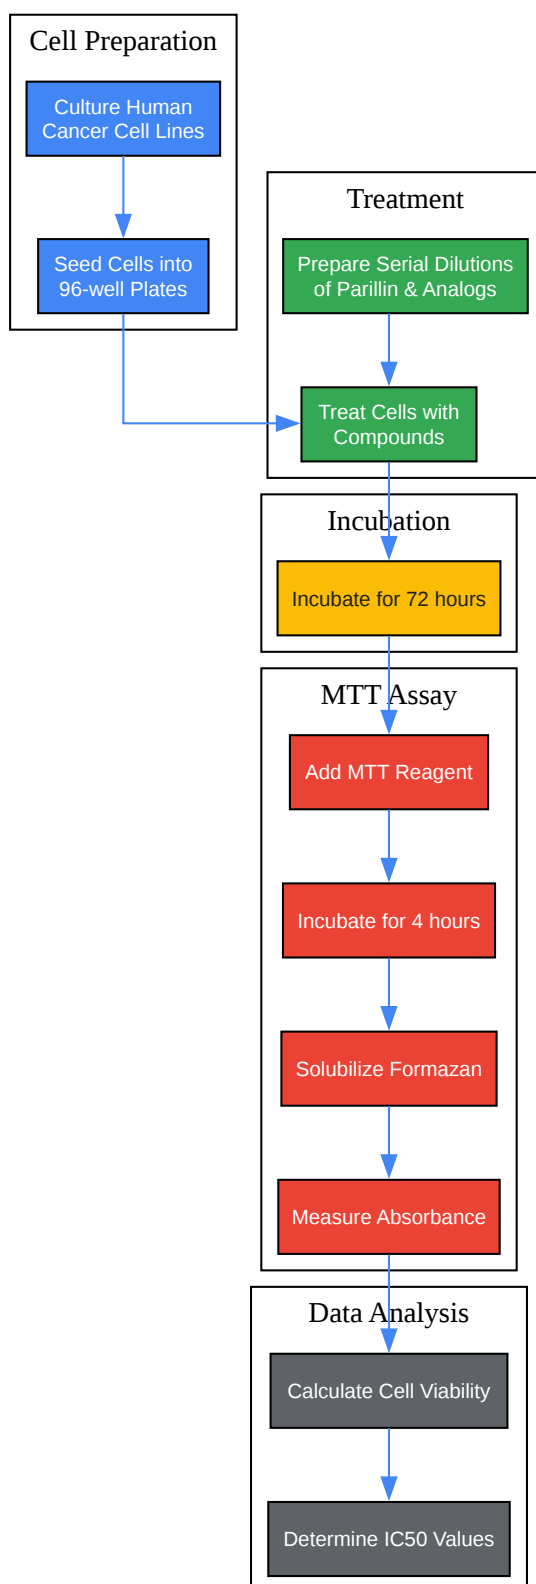 Cell Preparation
Culture Human
Cancer Cell Lines
Seed Cells into
96-well Plates
Treatment
Prepare Serial Dilutions
of Parillin & Analogs
Treat Cells with
Compounds
Incubation
Incubate for 72 hours
MTT Assay
Add MTT Reagent
Incubate for 4 hours
Solubilize Formazan
Measure Absorbance
Data Analysis
Calculate Cell Viability
Determine IC50 Values